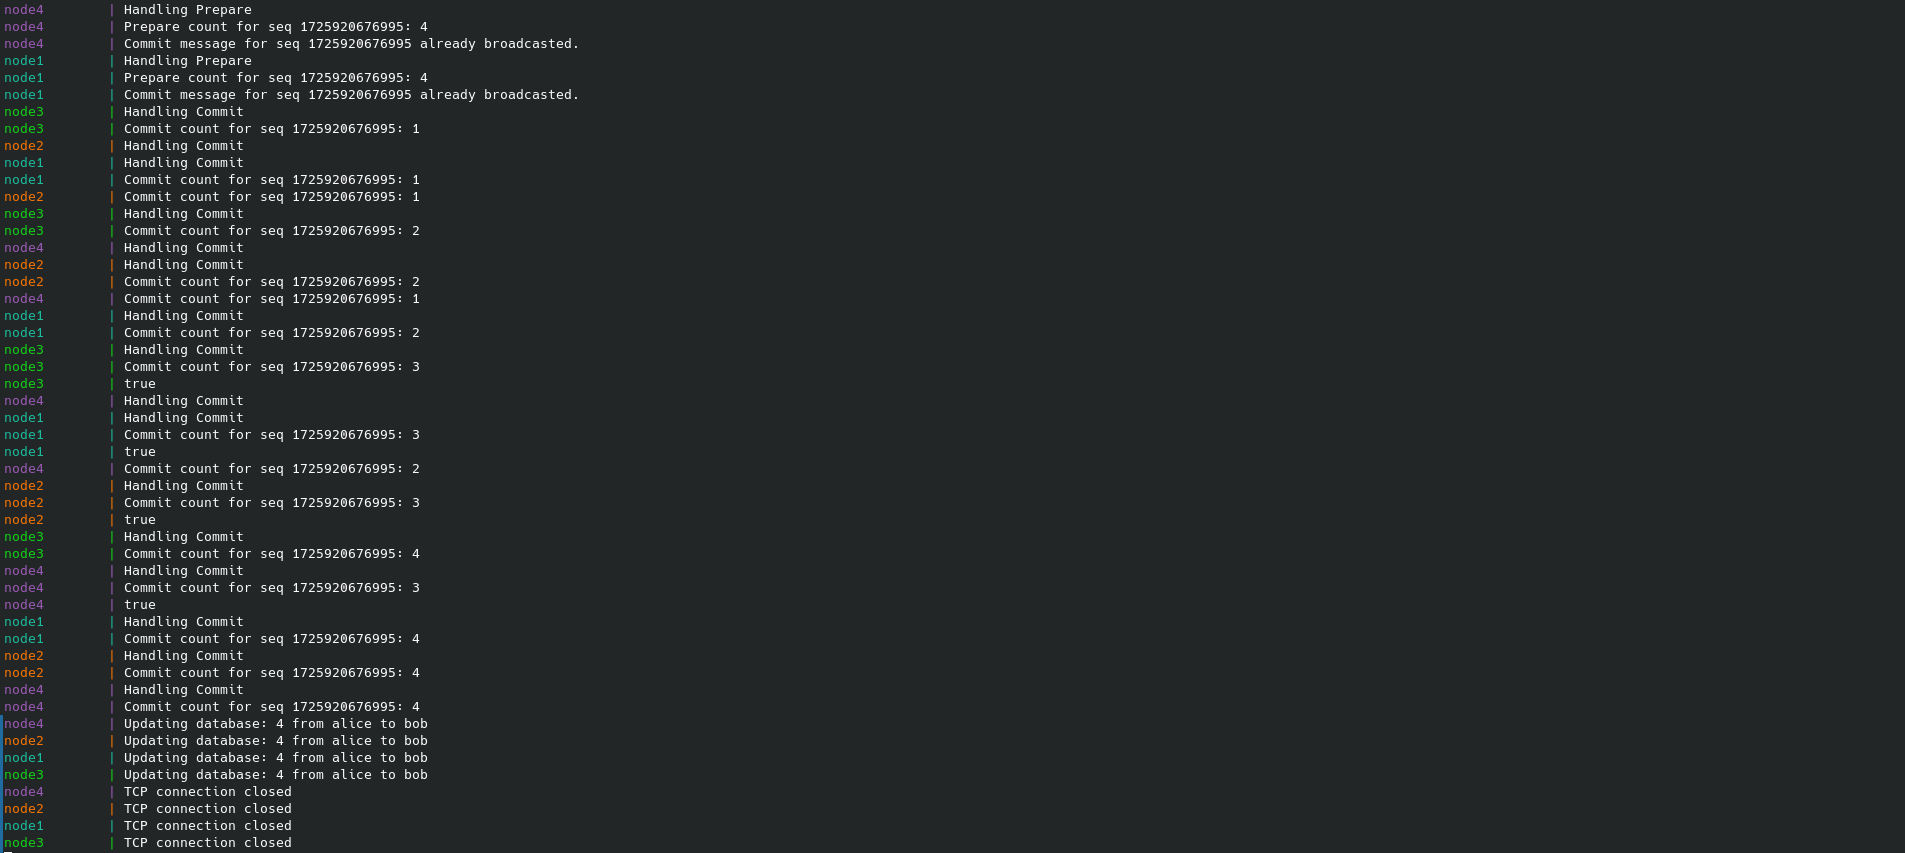 node4 | Handling Prepare
node4 | Prepare count for seq 1725920676995: 4
node4 | Commit message for seq 1725920676995 already broadcasted.
node1 | Handling Prepare
node1 | Prepare count for seq 1725920676995: 4
node1 | Commit message for seq 1725920676995 already broadcasted.
node3 | Handling Commit
node3 | Commit count for seq 1725920676995: 1
node2 | Handling Commit
node1 | Handling Commit
node1 | Commit count for seq 1725920676995: 1
node2 | Commit count for seq 1725920676995: 1
node3 | Handling Commit
node3 | Commit count for seq 1725920676995: 2
node4 | Handling Commit
node2 | Handling Commit
node2 | Commit count for seq 1725920676995: 2
node4 | Commit count for seq 1725920676995: 1
node1 | Handling Commit
node1 | Commit count for seq 1725920676995: 2
node3 | Handling Commit
node3 | Commit count for seq 1725920676995: 3
node3 | true
node4 | Handling Commit
node1 | Handling Commit
node1 | Commit count for seq 1725920676995: 3
node1 | true
node4 | Commit count for seq 1725920676995: 2
node2 | Handling Commit
node2 | Commit count for seq 1725920676995: 3
node2 | true
node3 | Handling Commit
node3 | Commit count for seq 1725920676995: 4
node4 | Handling Commit
node4 | Commit count for seq 1725920676995: 3
node4 | true
node1 | Handling Commit
node1 | Commit count for seq 1725920676995: 4
node2 | Handling Commit
node2 | Commit count for seq 1725920676995: 4
node4 | Handling Commit
node4 | Commit count for seq 1725920676995: 4
node4 | Updating database: 4 from alice to bob
node2 | Updating database: 4 from alice to bob
node1 | Updating database: 4 from alice to bob
node3 | Updating database: 4 from alice to bob
node4 | TCP connection closed
node2 | TCP connection closed
node1 | TCP connection closed
node3 | TCP connection closed